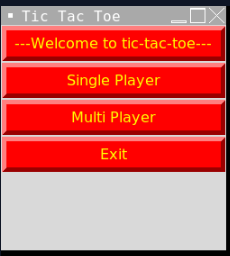 Tic Tac Toe
---Welcome to tic-tac-toe---
Single Player
Multi Player
Exit